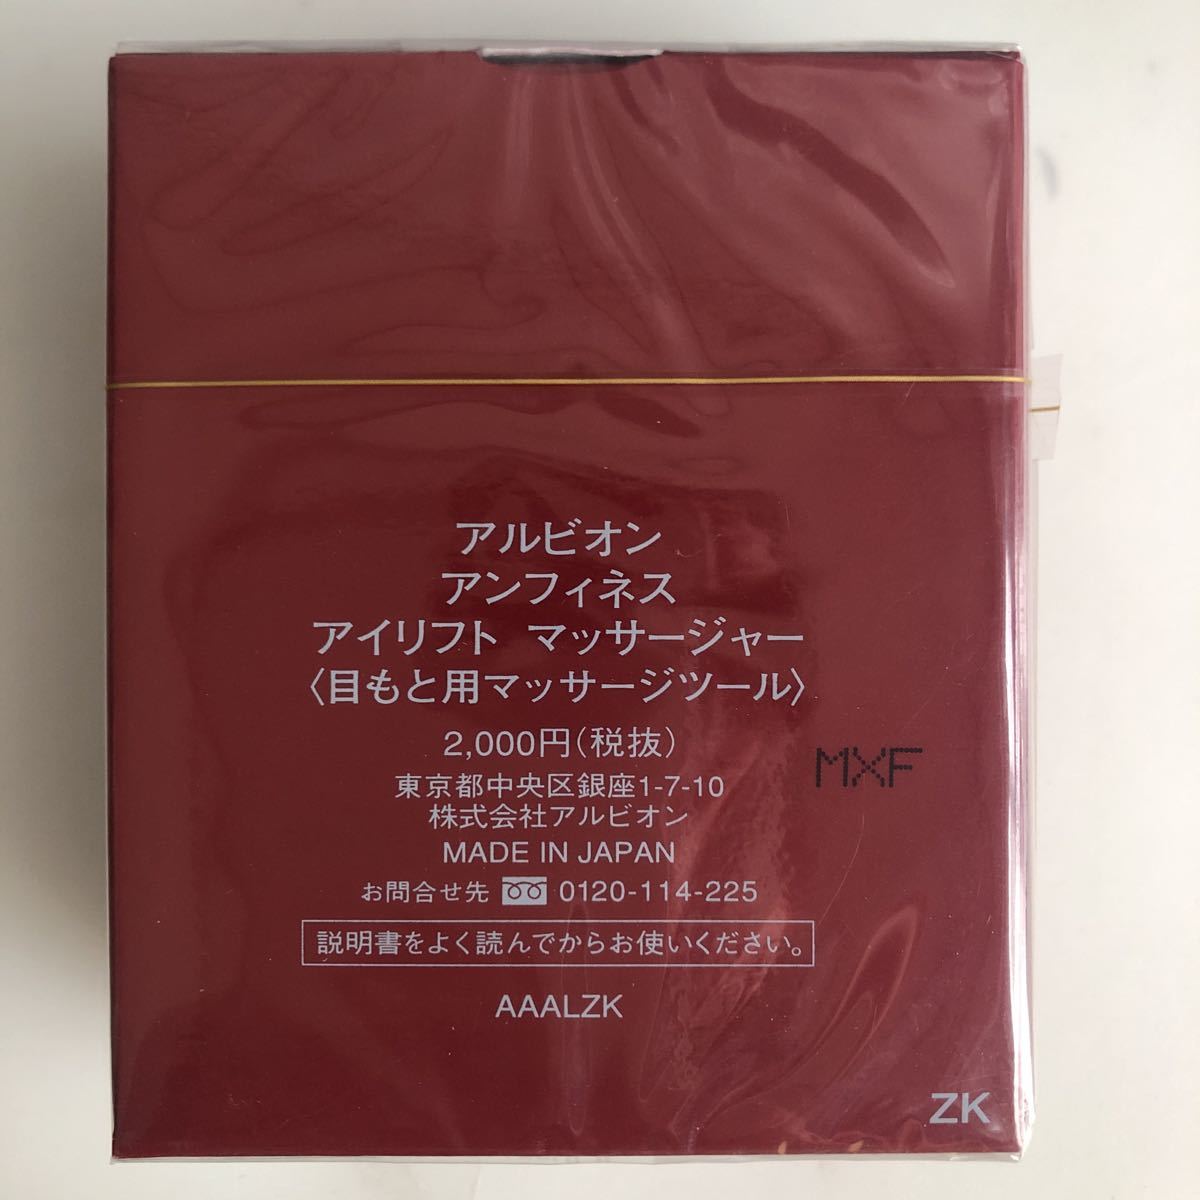 アルビオン
アンフィネス
アイリフト マッサージャー
〈目もと用マッサージツール〉
2,000円(税抜)
MXF
東京都中央区銀座1-7-10
株式会社アルビオン
MADE IN JAPAN
お問合せ先 0120-114-225
説明書をよく読んでからお使いください。
AAALZK
ZK